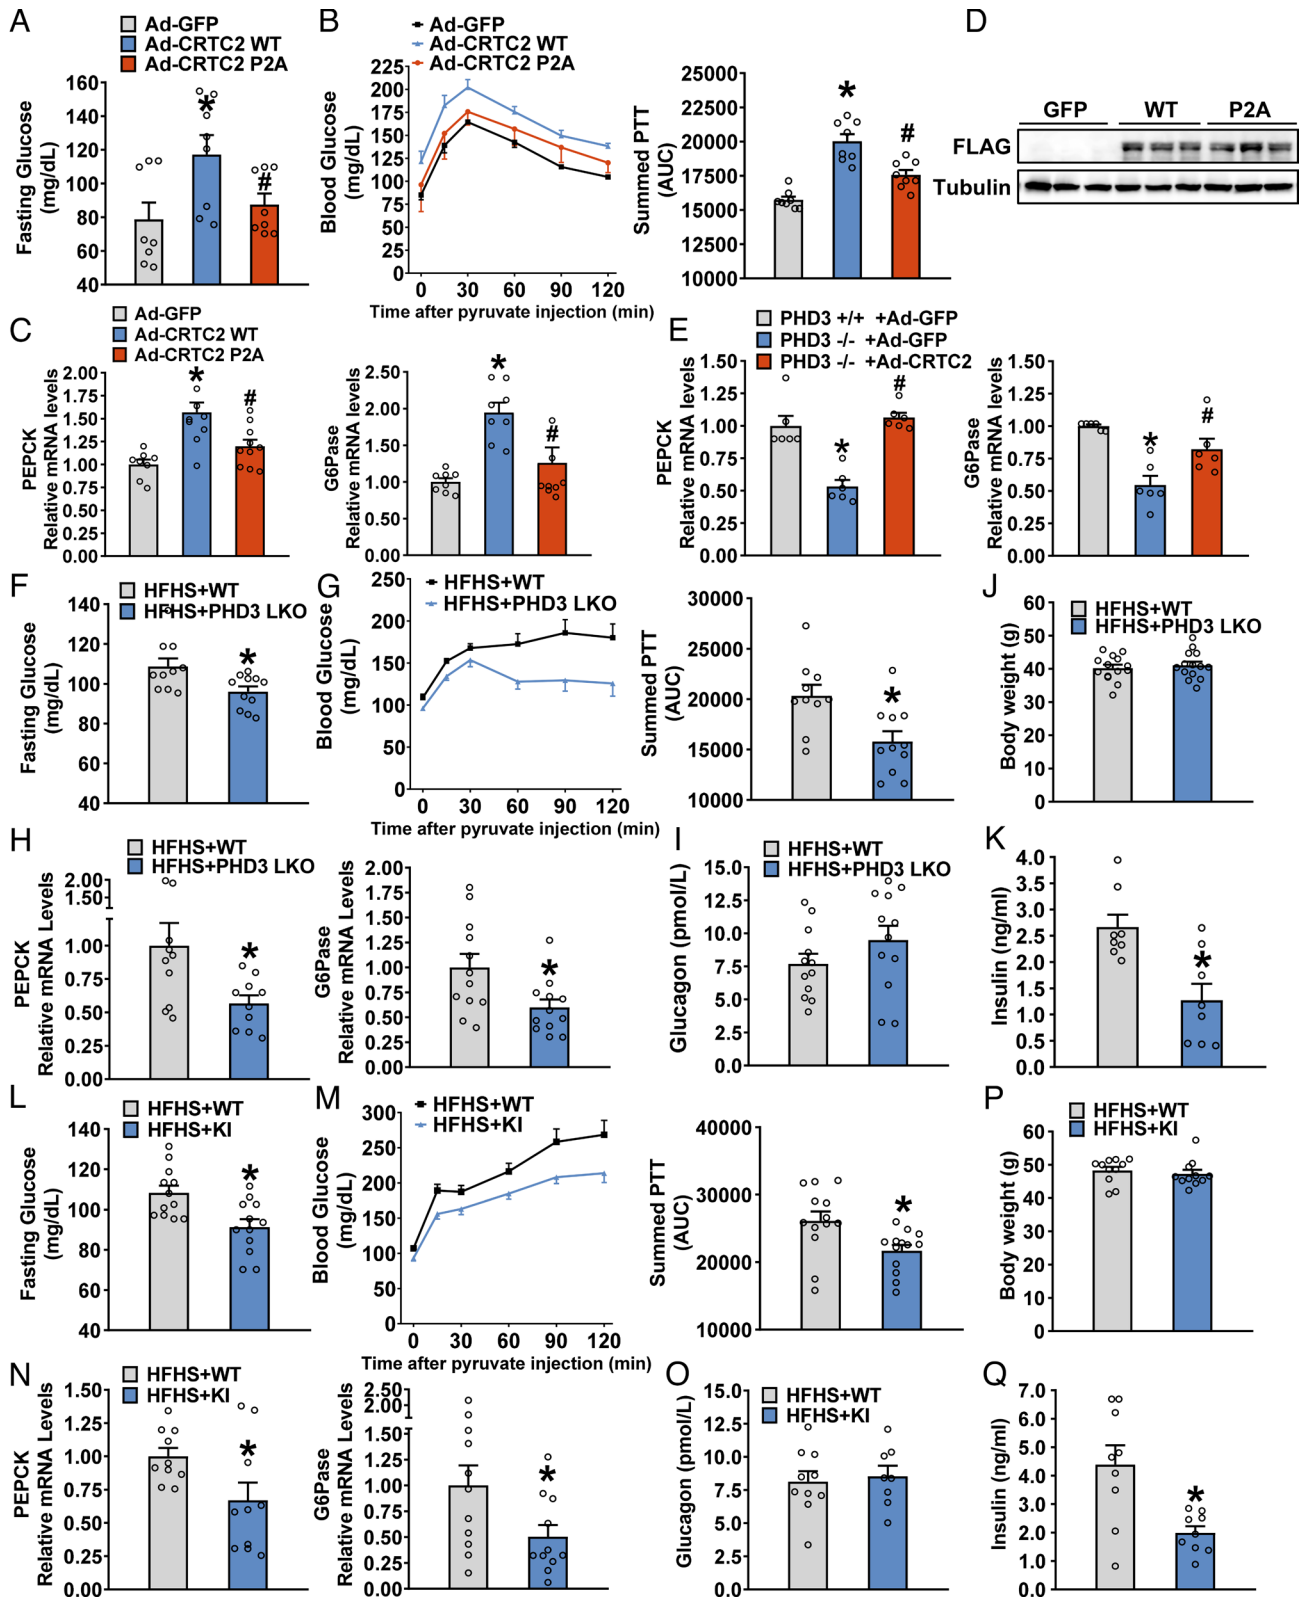 A
Ad-GFP
Ad-CRTC2 WT
Ad-CRTC2 P2A
Fasting Glucose
(mg/dL)
160
140
120
100
80
60
40
*
#
B
Ad-GFP
Ad-CRTC2 WT
Ad-CRTC2 P2A
Blood Glucose
(mg/dL)
225
200
175
150
125
100
75
50
25
0
0 30 60 90 120
Time after pyruvate injection (min)
Summed PTT
(AUC)
25000
20000
17500
15000
12500
10000
*
#
D
GFP WT P2A
FLAG
Tubulin
C
Ad-GFP
Ad-CRTC2 WT
Ad-CRTC2 P2A
PEPCK
Relative mRNA levels
2.00
1.75
1.50
1.25
1.00
0.75
0.50
0.25
0.00
*
#
G6Pase
Relative mRNA levels
2.50
2.00
1.50
1.00
0.50
0.00
*
#
E
PHD3 +/+ +Ad-GFP
PHD3 -/- +Ad-GFP
PHD3 -/- +Ad-CRTC2
PEPCK
Relative mRNA levels
1.50
1.25
1.00
0.75
0.50
0.25
0.00
*
#
G6Pase
Relative mRNA levels
1.50
1.25
1.00
0.75
0.50
0.25
0.00
*
#
F
HFHS+WT
HFHS+PHD3 LKO
Fasting Glucose
(mg/dL)
140
120
100
80
60
40
*
G
HFHS+WT
HFHS+PHD3 LKO
Blood Glucose
(mg/dL)
250
200
150
100
50
0
0 30 60 90 120
Time after pyruvate injection (min)
Summed PTT
(AUC)
30000
25000
20000
15000
10000
*
J
HFHS+WT
HFHS+PHD3 LKO
Body weight (g)
60
50
40
30
20
10
0
H
HFHS+WT
HFHS+PHD3 LKO
PEPCK
Relative mRNA Levels
2.00
1.50
1.00
0.75
0.50
0.25
0.00
*
G6Pase
Relative mRNA Levels
2.00
1.75
1.50
1.25
1.00
0.75
0.50
0.25
0.00
*
I
HFHS+WT
HFHS+PHD3 LKO
Glucagon (pmol/L)
15.0
12.5
10.0
7.5
5.0
2.5
0.0
K
Insulin (ng/ml)
4.0
3.5
3.0
2.5
2.0
1.5
1.0
0.5
0.0
*
L
HFHS+WT
HFHS+KI
Fasting Glucose
(mg/dL)
140
120
100
80
60
40
*
M
HFHS+WT
HFHS+KI
Blood Glucose
(mg/dL)
300
250
200
150
100
50
0
0 30 60 90 120
Time after pyruvate injection (min)
Summed PTT
(AUC)
40000
30000
20000
10000
*
P
HFHS+WT
HFHS+KI
Body weight (g)
60
50
40
30
20
10
0
N
HFHS+WT
HFHS+KI
PEPCK
Relative mRNA Levels
1.50
1.25
1.00
0.75
0.50
0.25
0.00
*
G6Pase
Relative mRNA Levels
2.50
2.00
1.50
1.50
1.00
0.50
0.25
0.00
*
O
HFHS+WT
HFHS+KI
Glucagon (pmol/L)
15.0
12.5
10.0
7.5
5.0
2.5
0.0
Q
Insulin (ng/ml)
7.0
6.0
5.0
4.0
3.0
2.0
1.0
0.0
*